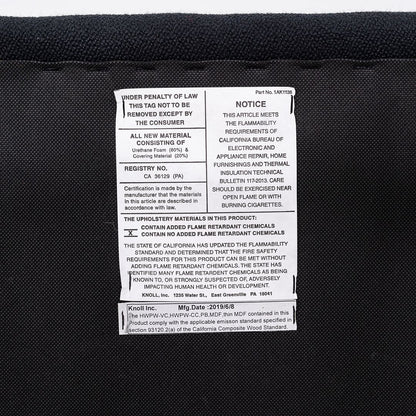 UNDER PENALTY OF LAW
THIS TAG NOT TO BE
REMOVED EXCEPT BY
THE CONSUMER
ALL NEW MATERIAL
CONSISTING OF
Urethane Foam (80%) &
Covering Material (20%)
REGISTRY NO.
CA 36129 (PA)
Certification is made by the
manufacturer that the materials
in this article are described in
accordance with law.
NOTICE
THIS ARTICLE MEETS
THE FLAMMABILITY
REQUIREMENTS OF
CALIFORNIA BUREAU OF
ELECTRONIC AND
APPLIANCE REPAIR, HOME
FURNISHINGS AND THERMAL
INSULATION TECHNICAL
BULLETIN 117-2013. CARE
SHOULD BE EXERCISED NEAR
OPEN FLAME OR WITH
BURNING CIGARETTES.
THE UPHOLSTERY MATERIALS IN THIS PRODUCT:
CONTAIN ADDED FLAME RETARDANT CHEMICALS
X CONTAIN NO ADDED FLAME RETARDANT CHEMICALS
THE STATE OF CALIFORNIA HAS UPDATED THE FLAMMABILITY
STANDARD AND DETERMINED THAT THE FIRE SAFETY
REQUIREMENTS FOR THIS PRODUCT CAN BE MET WITHOUT
ADDING FLAME RETARDANT CHEMICALS. THE STATE HAS
IDENTIFIED MANY FLAME RETARDENT CHEMICALS AS BEING
KNOWN TO, OR STRONGLY SUSPECTED OF, ADVERSELY
IMPACTING HUMAN HEALTH OR DEVELOPMENT.
KNOLL, INC. 1235 Water St., East Greenville PA 18041
Knoll Inc. Mfg.Date :2019/6/8
The HWPW-VC,HWPW-CC,PB,MDF,thin MDF contained in this
Product comply with the applicable emisson standard specified in
section 93120.2(a) of the California Composite Wood Standard.